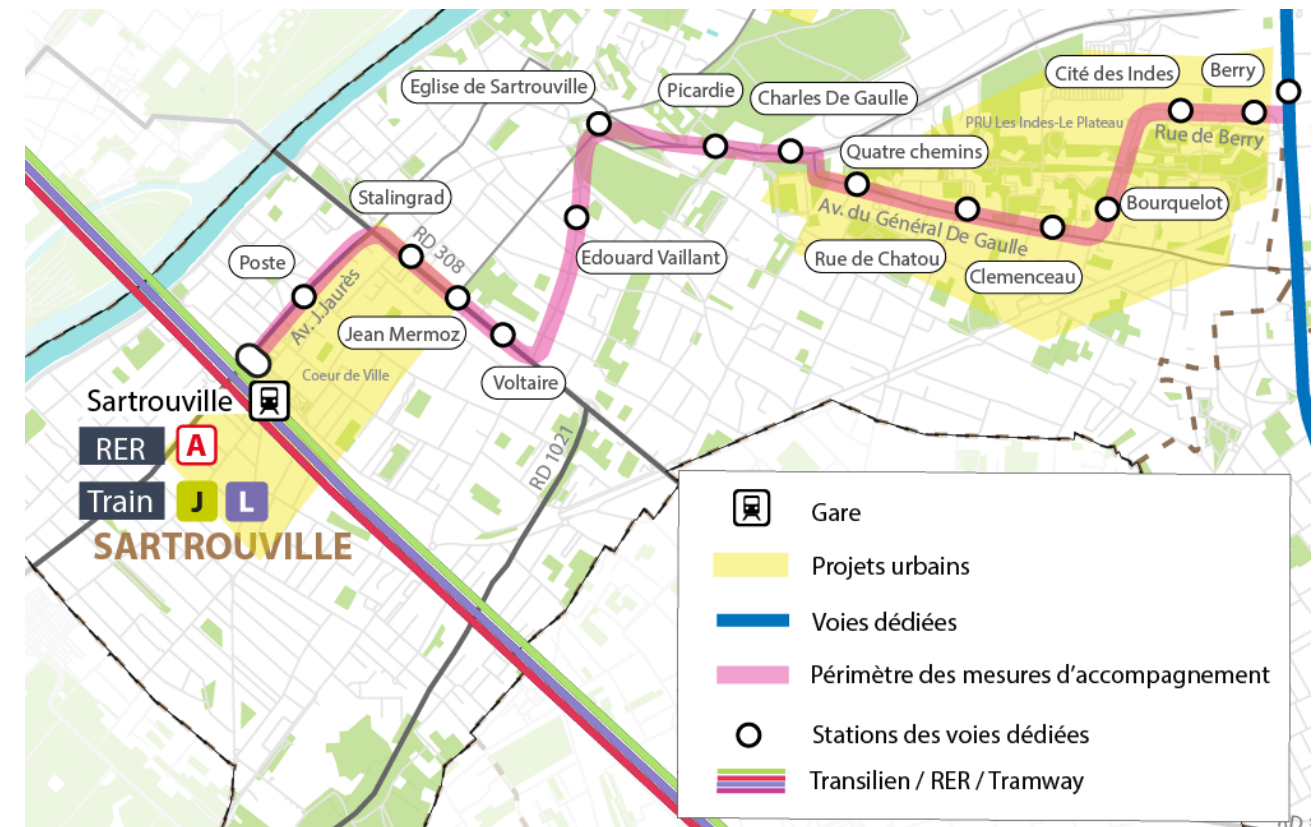 Eglise de Sartrouville
Picardie
Charles De Gaulle
Cité des Indes
Berry
PRU Les Indes-Le Plateau
Rue de Berry
Quatre chemins
Stalingrad
RD 308
Av. du Général De Gaulle
Bourquelot
Poste
Av. J.Jaurès
Edouard Vaillant
Rue de Chatou
Clemenceau
Jean Mermoz
Coeur de Ville
Voltaire
Sartrouville
RER A
Train J L
SARTROUVILLE
RD 1021
Gare
Projets urbains
Voies dédiées
Périmètre des mesures d'accompagnement
Stations des voies dédiées
Transilien / RER / Tramway